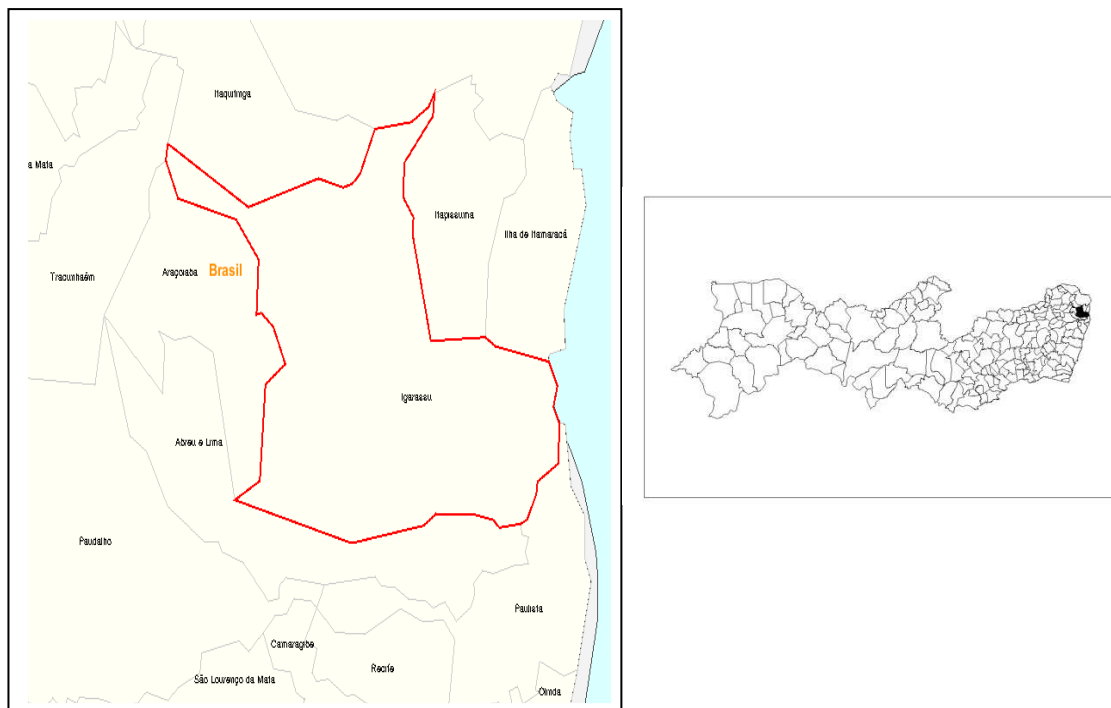 Itaquitinga
a Mata
Itapissuma
Ilha de Itamaracá
Tracunhaém
Araçoiaba
Brasil
Igarassu
Abreu e Lima
Paudalho
Paulista
Camaragibe
Recife
São Lourenço da Mata
Olinda